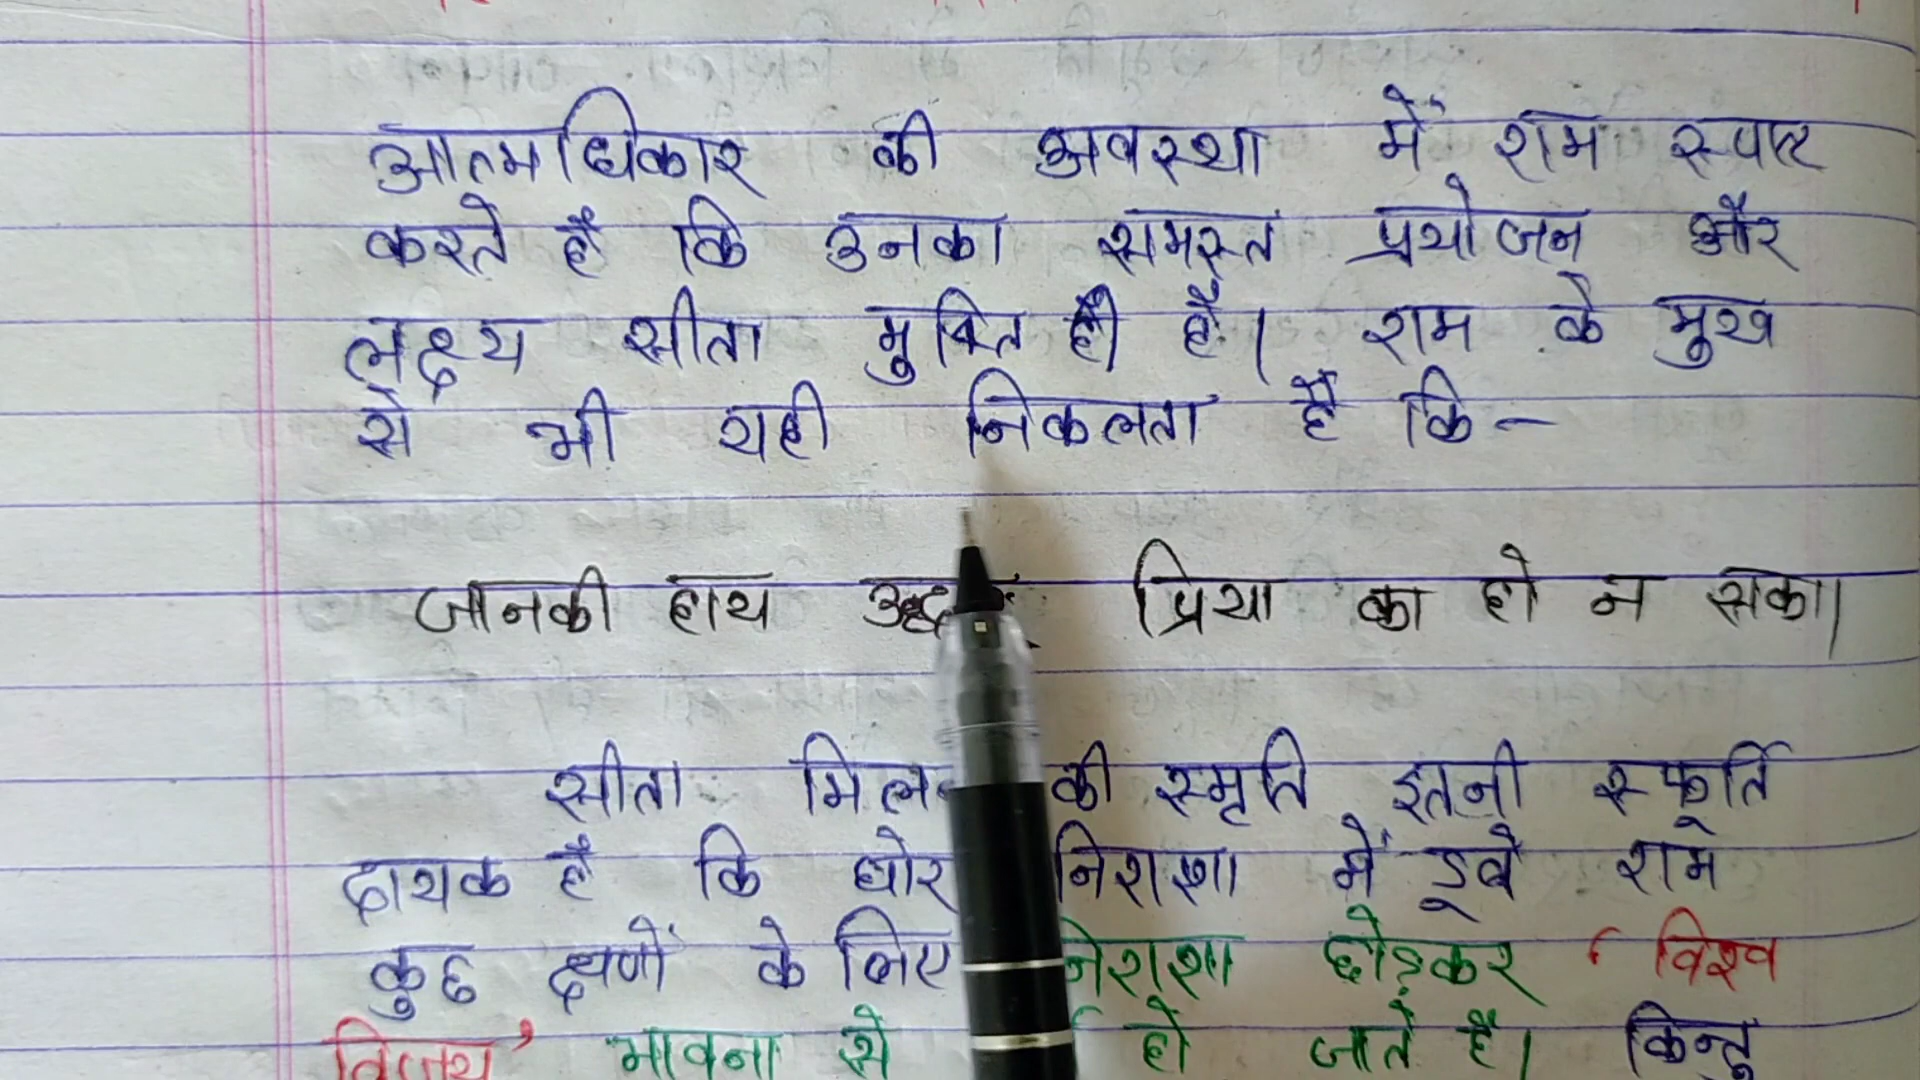 आत्मधिकार की अवस्था में राम स्पष्ट
करते है कि उनका समस्त प्रयोजन और
लक्ष्य सीता मुक्ति ही है। राम के मुख
से भी यही निकलता है कि-
जानकी हाय प्रिया का हो न सका।
सीता की स्मृति इतनी स्फूर्ति
दायक है कि घोर निराशा में डूबे राम
कुछ क्षणों के लिए छोड़कर ' विश्व
विजय' भावना से हो जाते है। किन्तु